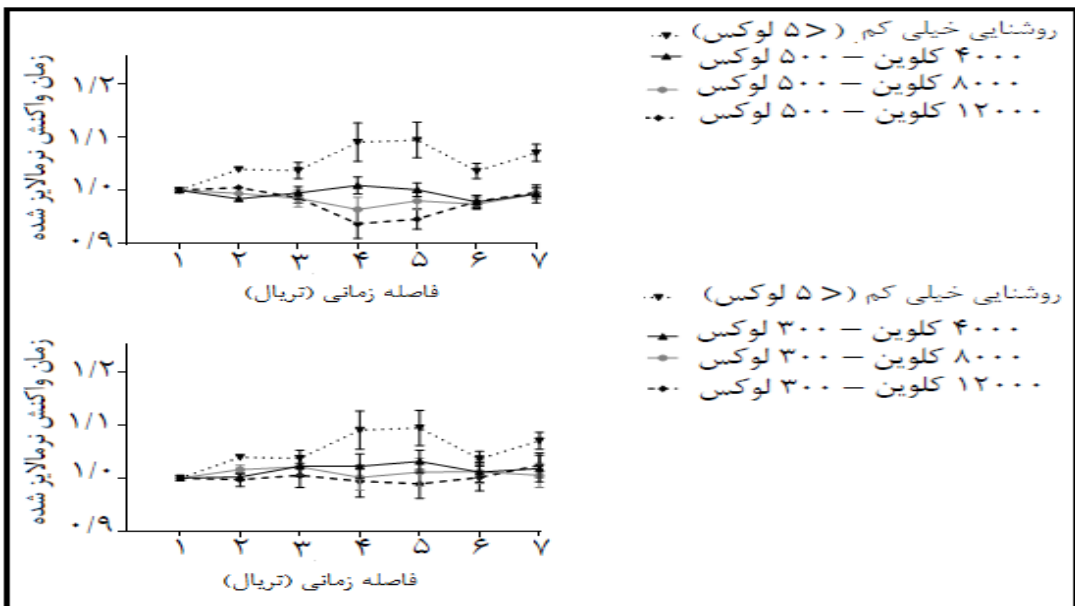 روشنایی خیلی کم (< ۵ لوکس)
۴۰۰۰ کلوین – ۵۰۰ لوکس
۸۰۰۰ کلوین – ۵۰۰ لوکس
۱۲۰۰۰ کلوین – ۵۰۰ لوکس
زمان واکنش نرمالایز شده
۱/۲
۱/۱
۱/۰
۰/۹
۱ ۲ ۳ ۴ ۵ ۶ ۷
فاصله زمانی (تریال)
روشنایی خیلی کم (< ۵ لوکس)
۴۰۰۰ کلوین – ۳۰۰ لوکس
۸۰۰۰ کلوین – ۳۰۰ لوکس
۱۲۰۰۰ کلوین – ۳۰۰ لوکس
زمان واکنش نرمالایز شده
۱/۲
۱/۱
۱/۰
۰/۹
۱ ۲ ۳ ۴ ۵ ۶ ۷
فاصله زمانی (تریال)